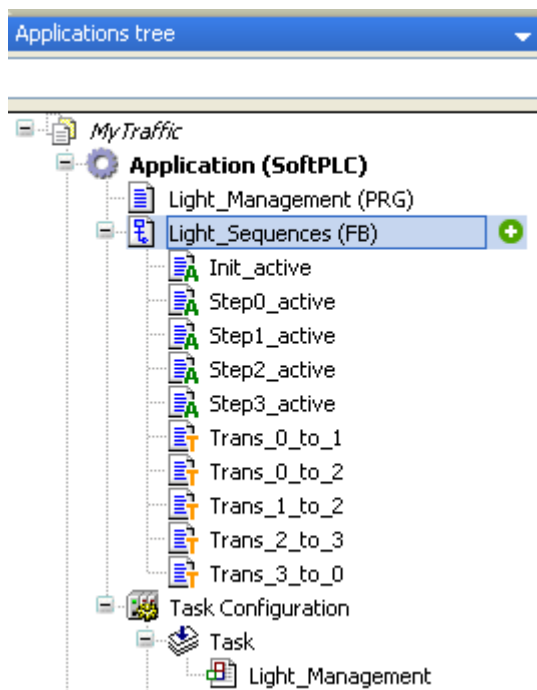 Applications tree
MyTraffic
Application (SoftPLC)
Light_Management (PRG)
Light_Sequences (FB)
Init_active
Step0_active
Step1_active
Step2_active
Step3_active
Trans_0_to_1
Trans_0_to_2
Trans_1_to_2
Trans_2_to_3
Trans_3_to_0
Task Configuration
Task
Light_Management